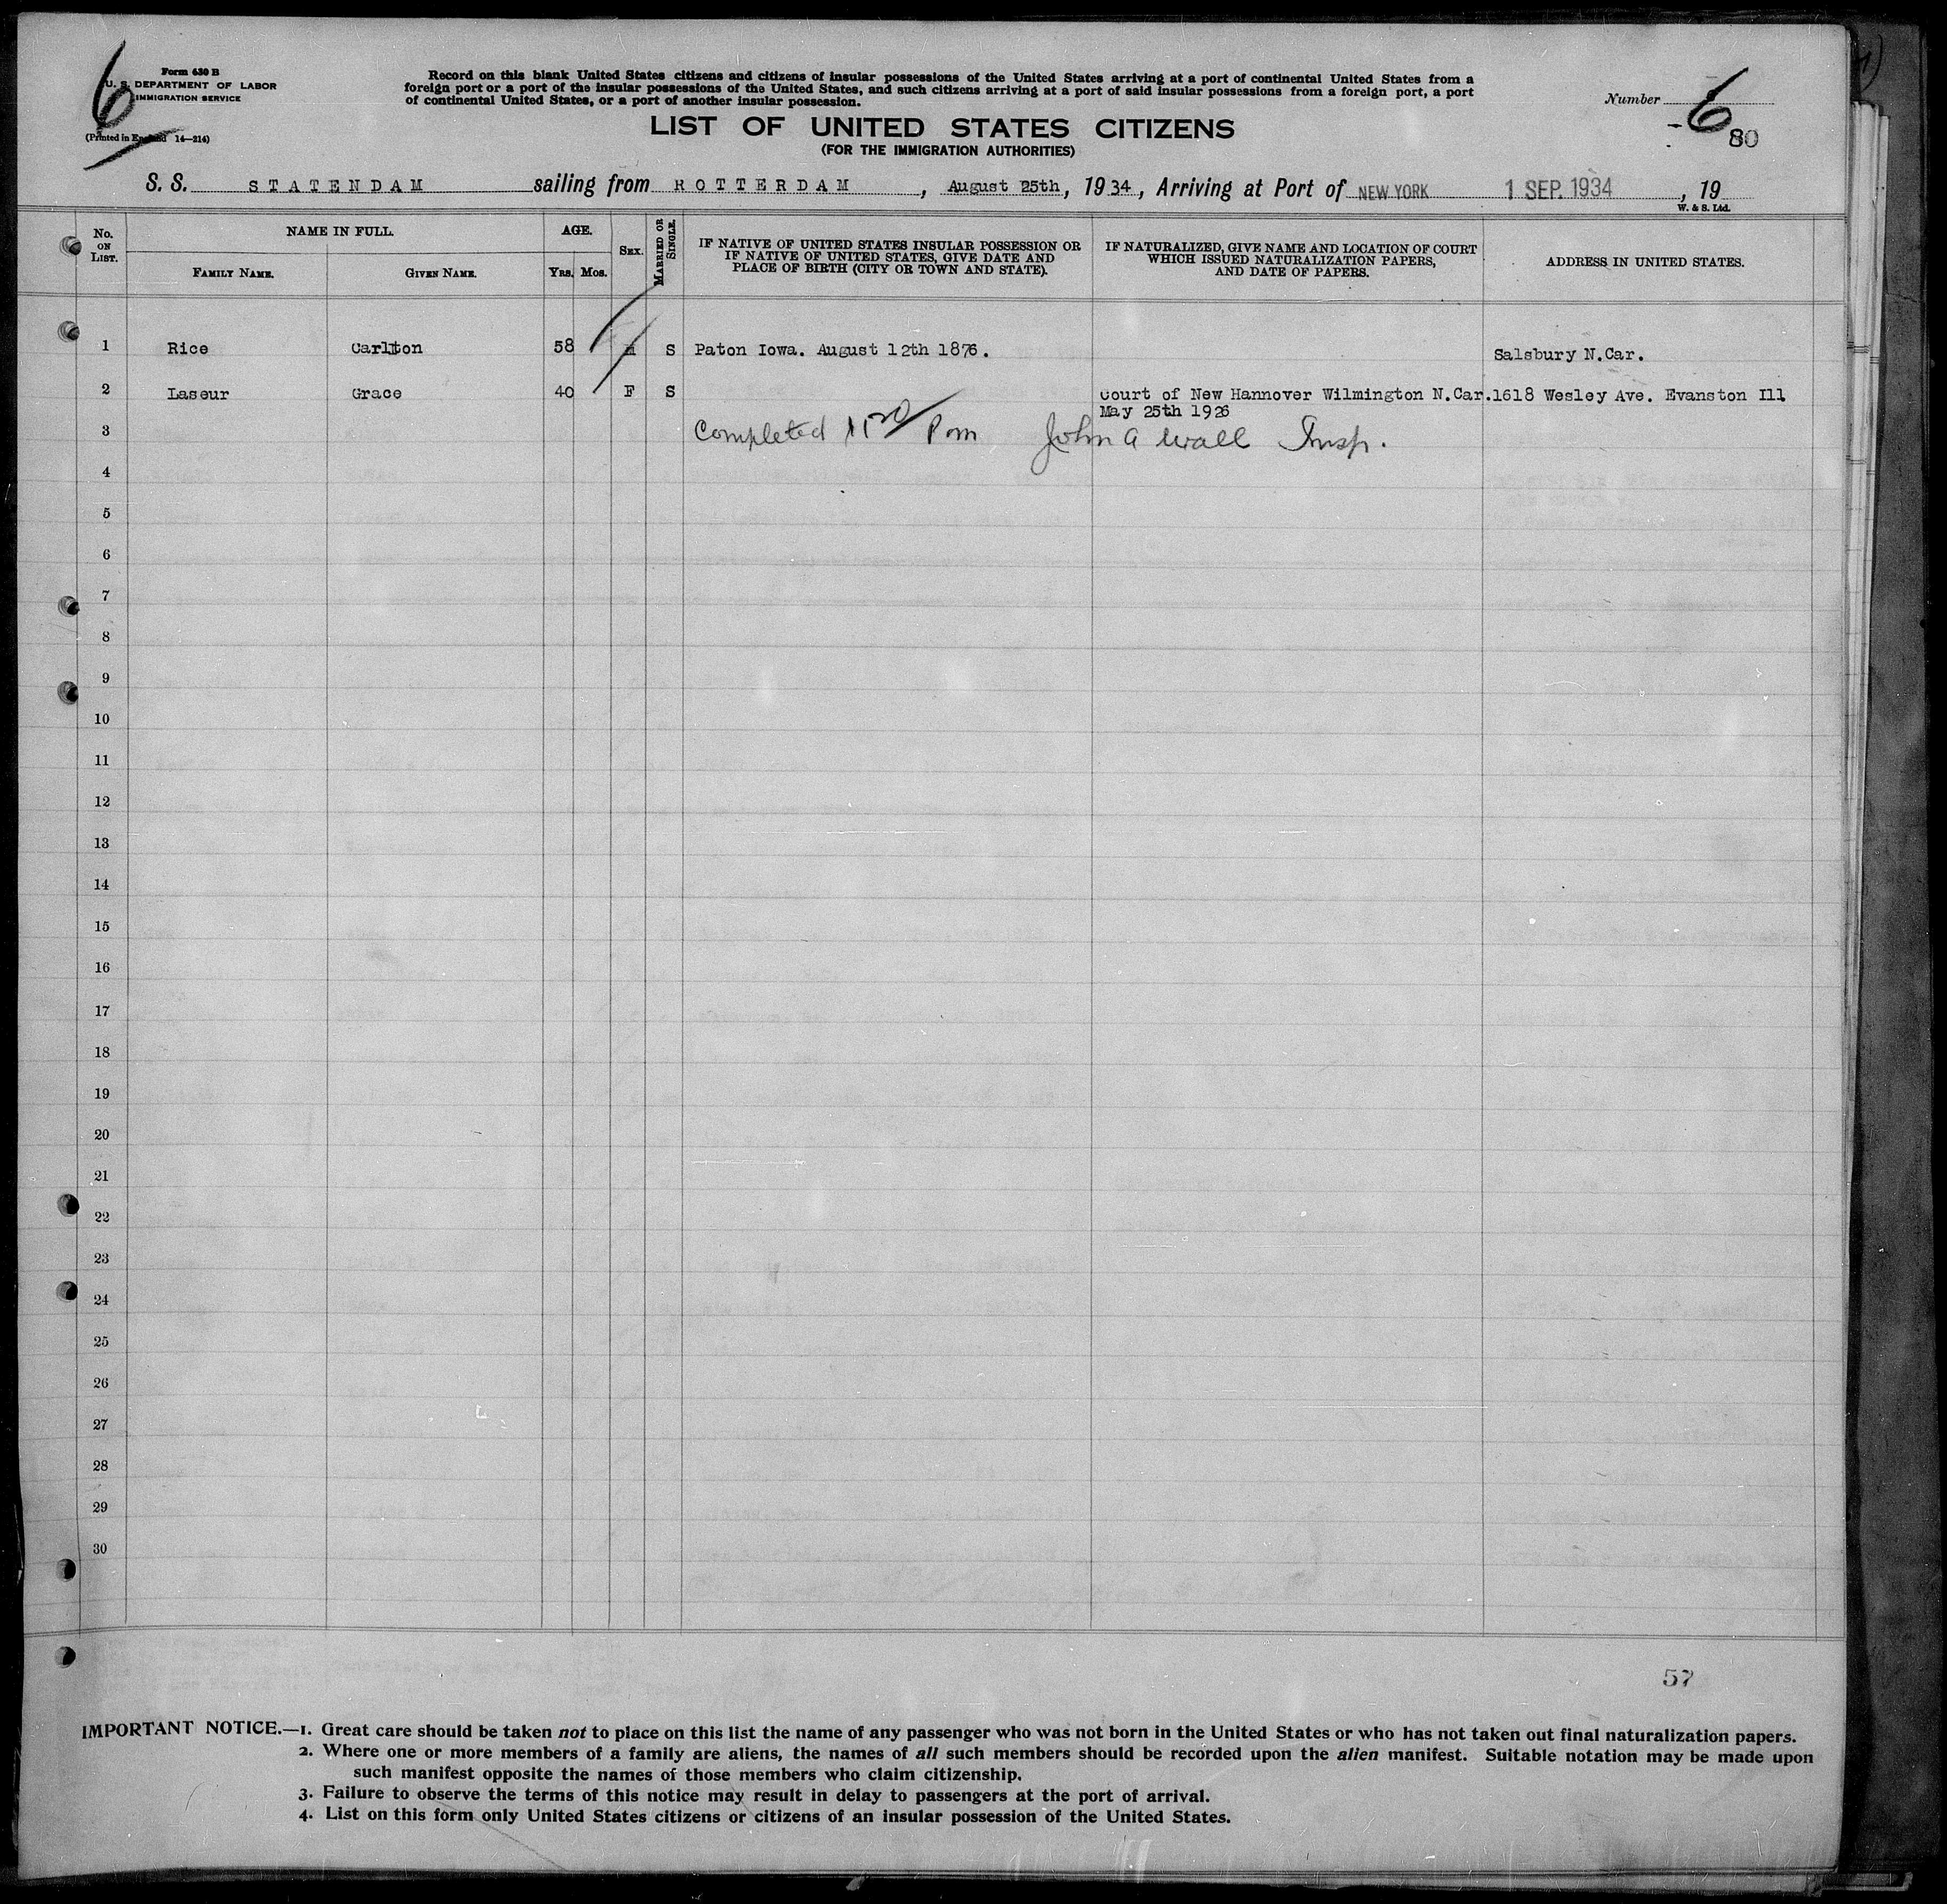 6
Form 630 B
U. S. DEPARTMENT OF LABOR
IMMIGRATION SERVICE
(Printed in England 14—214)
Record on this blank United States citizens and citizens of insular possessions of the United States arriving at a port of continental United States from a
foreign port or a port of the insular possessions of the United States, and such citizens arriving at a port of said insular possessions from a foreign port, a port
of continental United States, or a port of another insular possession.
Number 6
80
LIST OF UNITED STATES CITIZENS
(FOR THE IMMIGRATION AUTHORITIES)
S. S. STATENDAM sailing from ROTTERDAM, August 25th, 1934, Arriving at Port of NEW YORK 1 SEP. 1934, 19
W. & S. Ltd.
No. ON LIST.
NAME IN FULL.
FAMILY NAME. GIVEN NAME.
AGE.
YRS. MOS.
SEX.
MARRIED OR SINGLE.
IF NATIVE OF UNITED STATES INSULAR POSSESSION OR
IF NATIVE OF UNITED STATES, GIVE DATE AND
PLACE OF BIRTH (CITY OR TOWN AND STATE).
IF NATURALIZED, GIVE NAME AND LOCATION OF COURT
WHICH ISSUED NATURALIZATION PAPERS,
AND DATE OF PAPERS.
ADDRESS IN UNITED STATES.
1 Rice Carlton 58 S Paton Iowa. August 12th 1876. Salsbury N.Car.
2 Laseur Grace 40 F S Court of New Hannover Wilmington N.Car. 1618 Wesley Ave. Evanston Ill
May 25th 1926
3 Completed Pm John A Wall Insp.
4
5
6
7
8
9
10
11
12
13
14
15
16
17
18
19
20
21
22
23
24
25
26
27
28
29
30
57
IMPORTANT NOTICE.—1. Great care should be taken not to place on this list the name of any passenger who was not born in the United States or who has not taken out final naturalization papers.
2. Where one or more members of a family are aliens, the names of all such members should be recorded upon the alien manifest. Suitable notation may be made upon
such manifest opposite the names of those members who claim citizenship.
3. Failure to observe the terms of this notice may result in delay to passengers at the port of arrival.
4. List on this form only United States citizens or citizens of an insular possession of the United States.